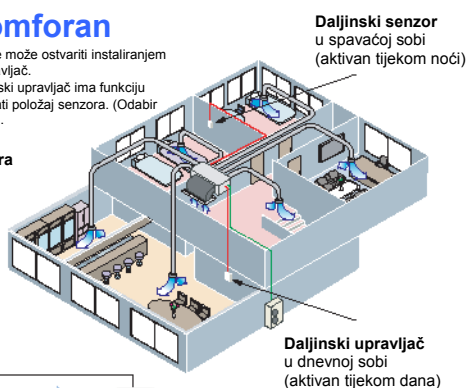 mforan
e može ostvariti instaliranjem
vljač.
ski upravljač ima funkciju
ti položaj senzora. (Odabir
ra
Daljinski senzor
u spavaćoj sobi
(aktivan tijekom noći)
Daljinski upravljač
u dnevnoj sobi
(aktivan tijekom dana)